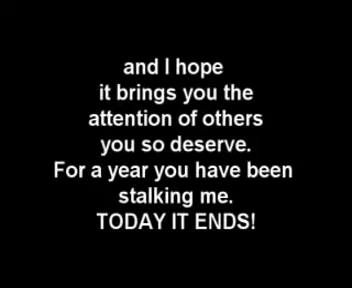 and I hope
it brings you the
attention of others
you so deserve.
For a year you have been
stalking me.
TODAY IT ENDS!